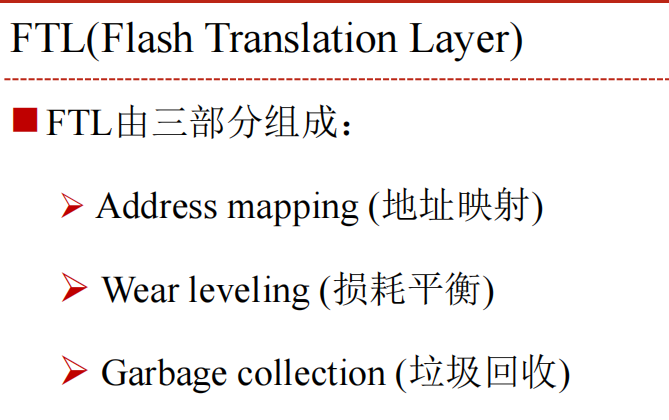 FTL(Flash Translation Layer)
FTL由三部分组成：
Address mapping (地址映射)
Wear leveling (损耗平衡)
Garbage collection (垃圾回收)